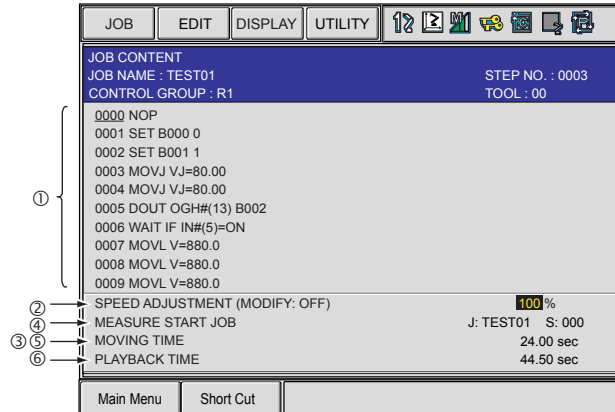 JOB EDIT DISPLAY UTILITY
JOB CONTENT
JOB NAME : TEST01 STEP NO. : 0003
CONTROL GROUP : R1 TOOL : 00
① 0000 NOP
0001 SET B000 0
0002 SET B001 1
0003 MOVJ VJ=80.00
0004 MOVJ VJ=80.00
0005 DOUT OGH#(13) B002
0006 WAIT IF IN#(5)=ON
0007 MOVL V=880.0
0008 MOVL V=880.0
0009 MOVL V=880.0
② SPEED ADJUSTMENT (MODIFY: OFF) 100 %
④ MEASURE START JOB J: TEST01 S: 000
③⑤ MOVING TIME 24.00 sec
⑥ PLAYBACK TIME 44.50 sec
Main Menu Short Cut